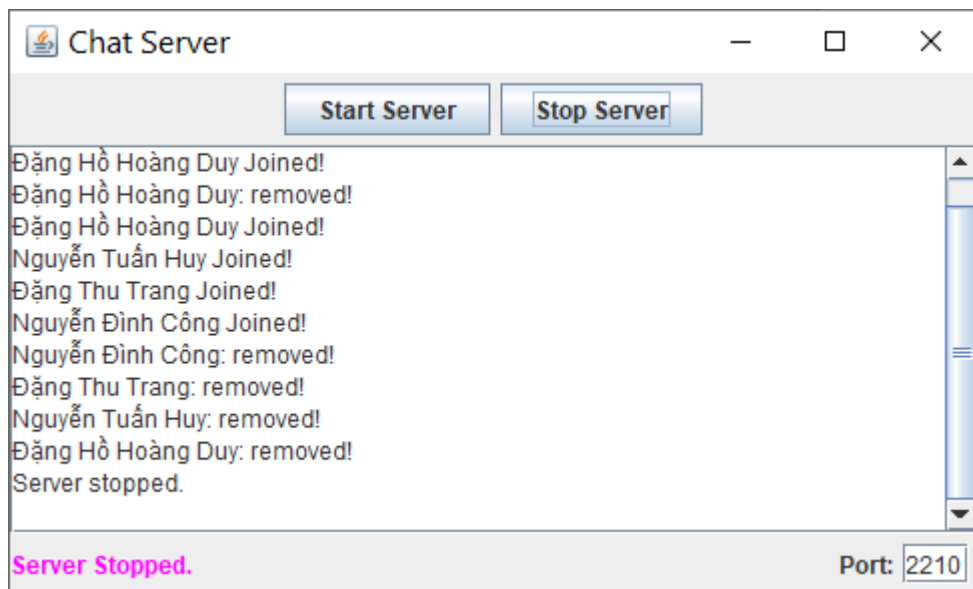 Chat Server
Start Server Stop Server
Đặng Hồ Hoàng Duy Joined!
Đặng Hồ Hoàng Duy: removed!
Đặng Hồ Hoàng Duy Joined!
Nguyễn Tuấn Huy Joined!
Đặng Thu Trang Joined!
Nguyễn Đình Công Joined!
Nguyễn Đình Công: removed!
Đặng Thu Trang: removed!
Nguyễn Tuấn Huy: removed!
Đặng Hồ Hoàng Duy: removed!
Server stopped.
Server Stopped. Port: 2210